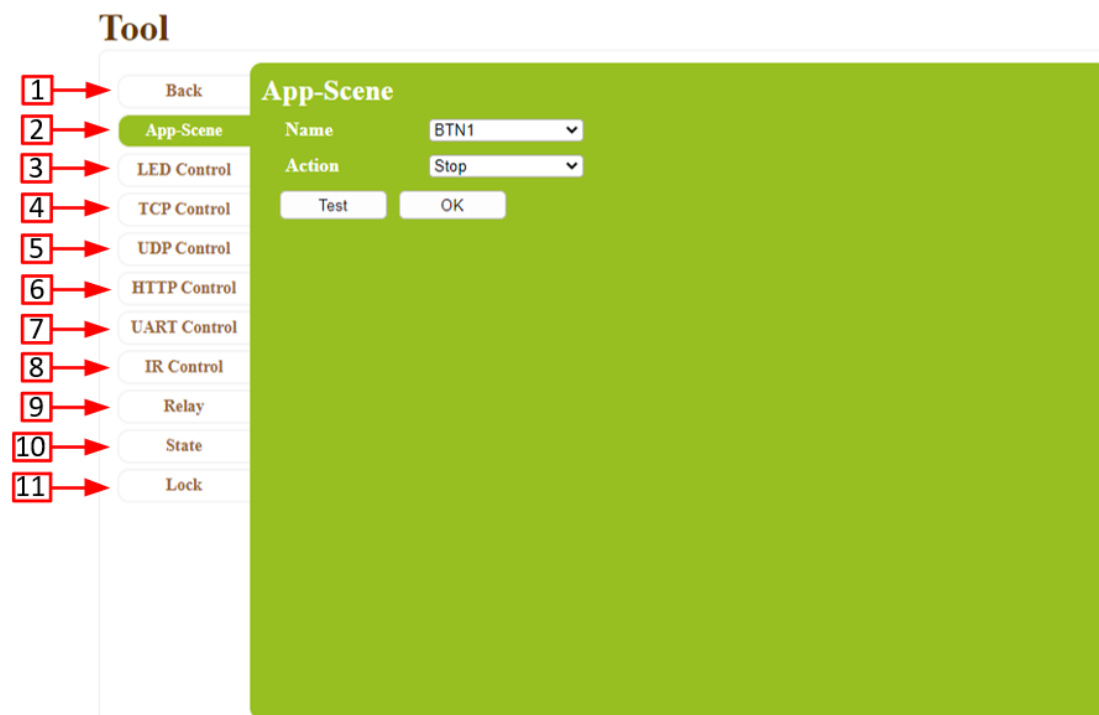 Tool
1 Back
2 App-Scene
3 LED Control
4 TCP Control
5 UDP Control
6 HTTP Control
7 UART Control
8 IR Control
9 Relay
10 State
11 Lock
App-Scene
Name BTN1
Action Stop
Test OK